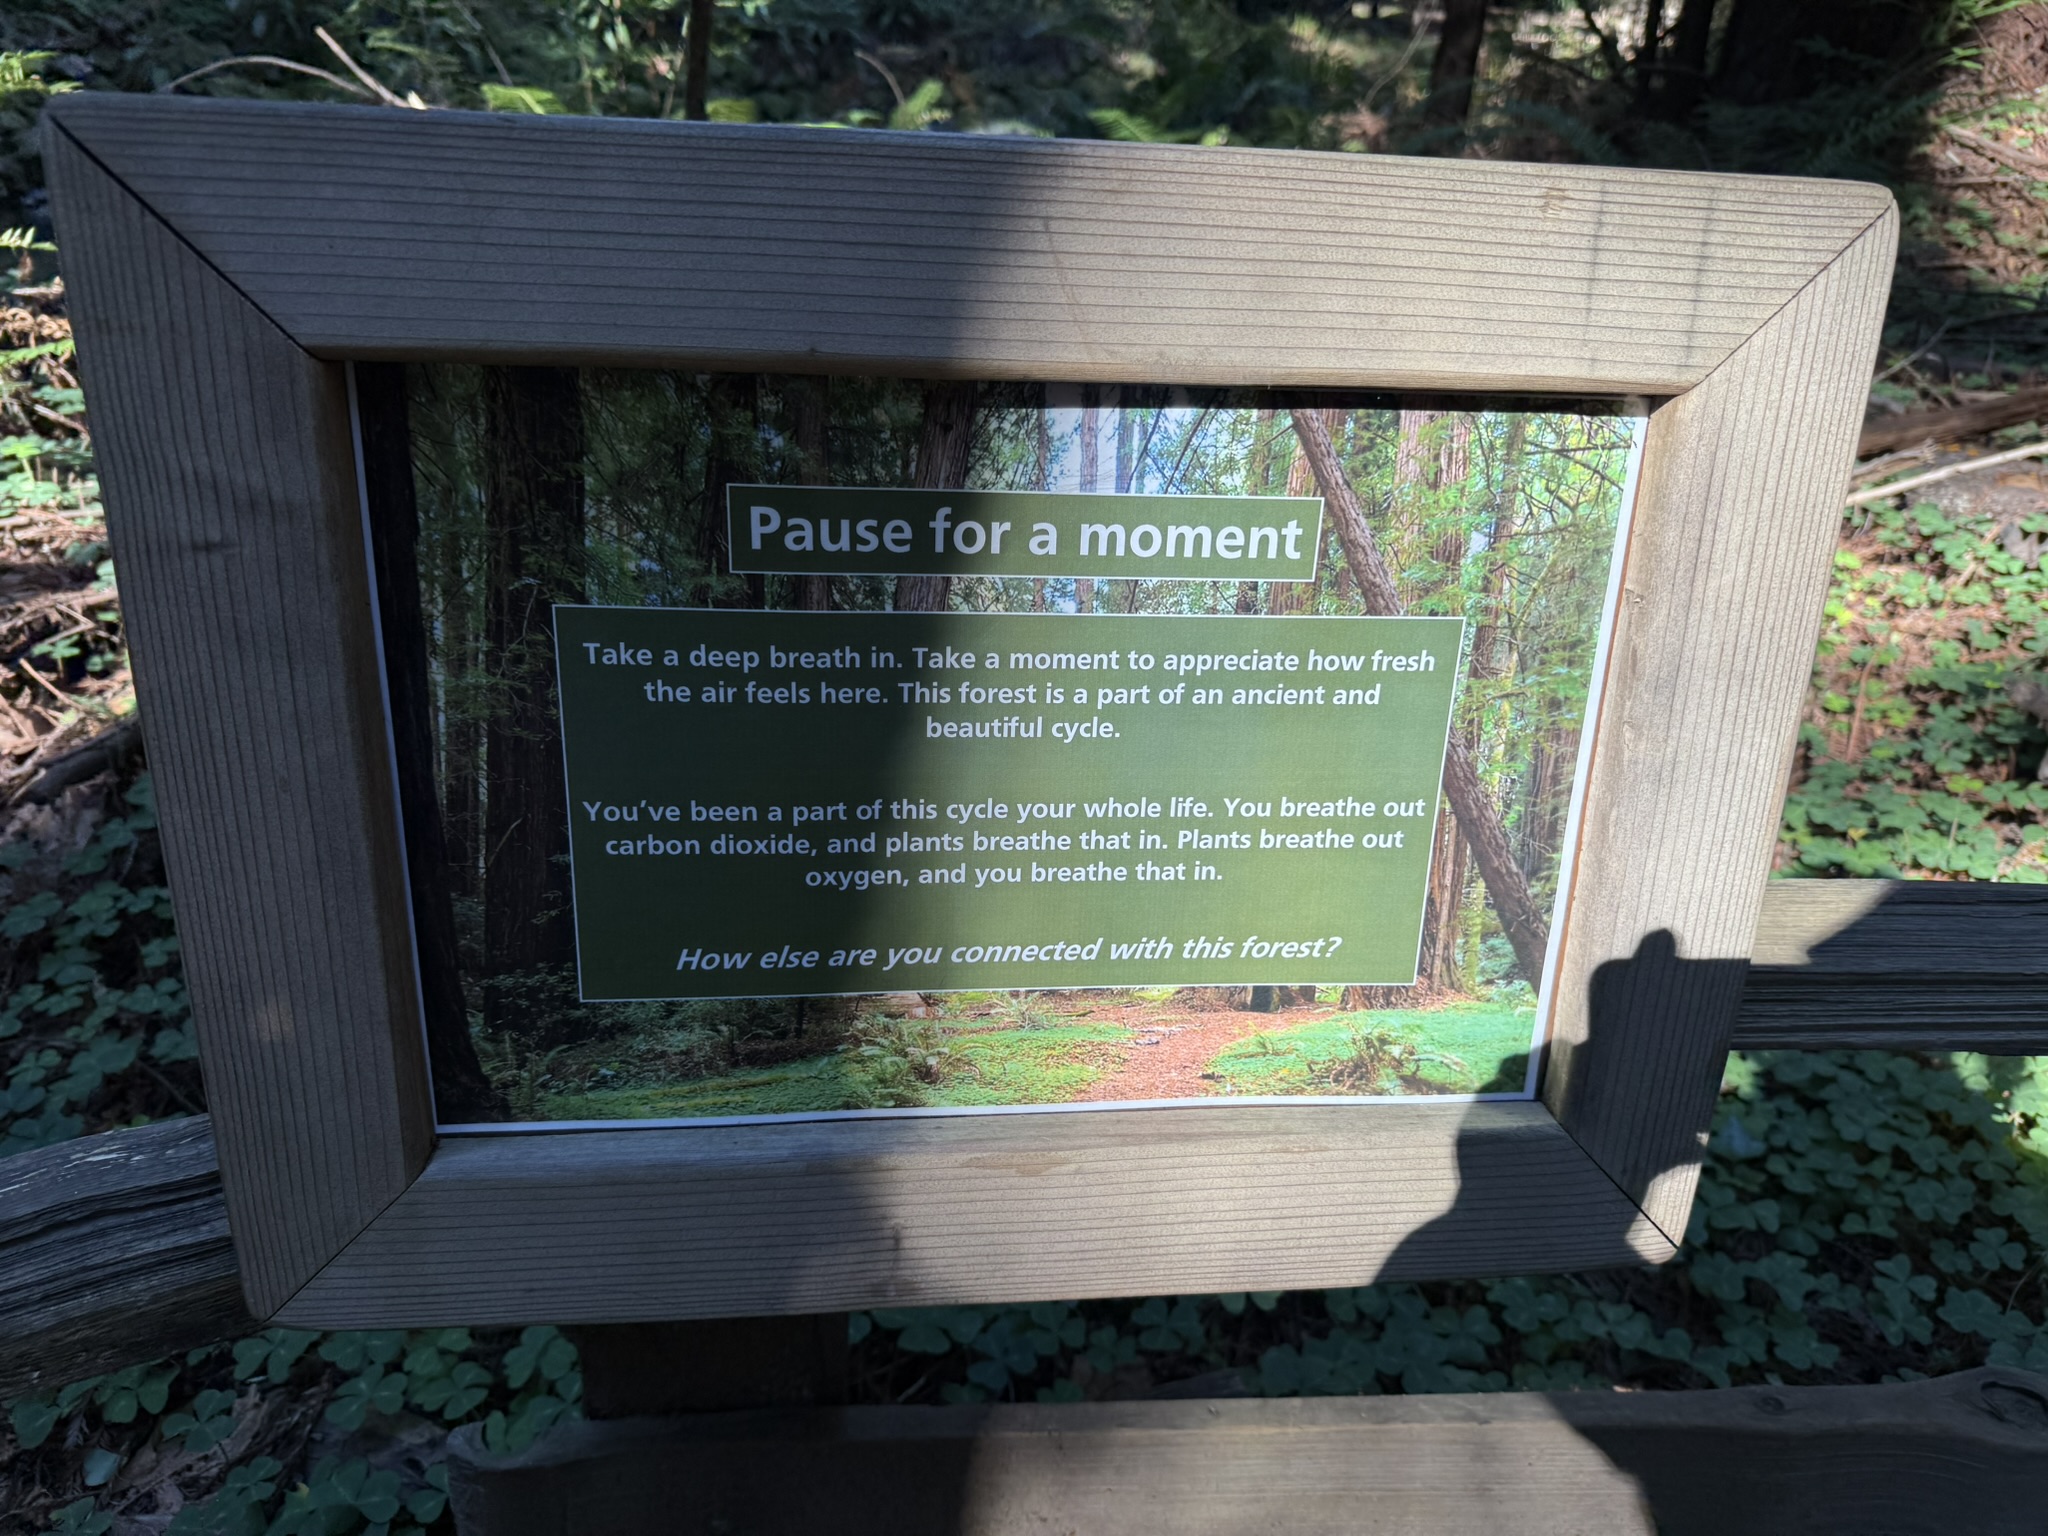 Pause for a moment
Take a deep breath in. Take a moment to appreciate how fresh
the air feels here. This forest is a part of an ancient and
beautiful cycle.
You've been a part of this cycle your whole life. You breathe out
carbon dioxide, and plants breathe that in. Plants breathe out
oxygen, and you breathe that in.
How else are you connected with this forest?